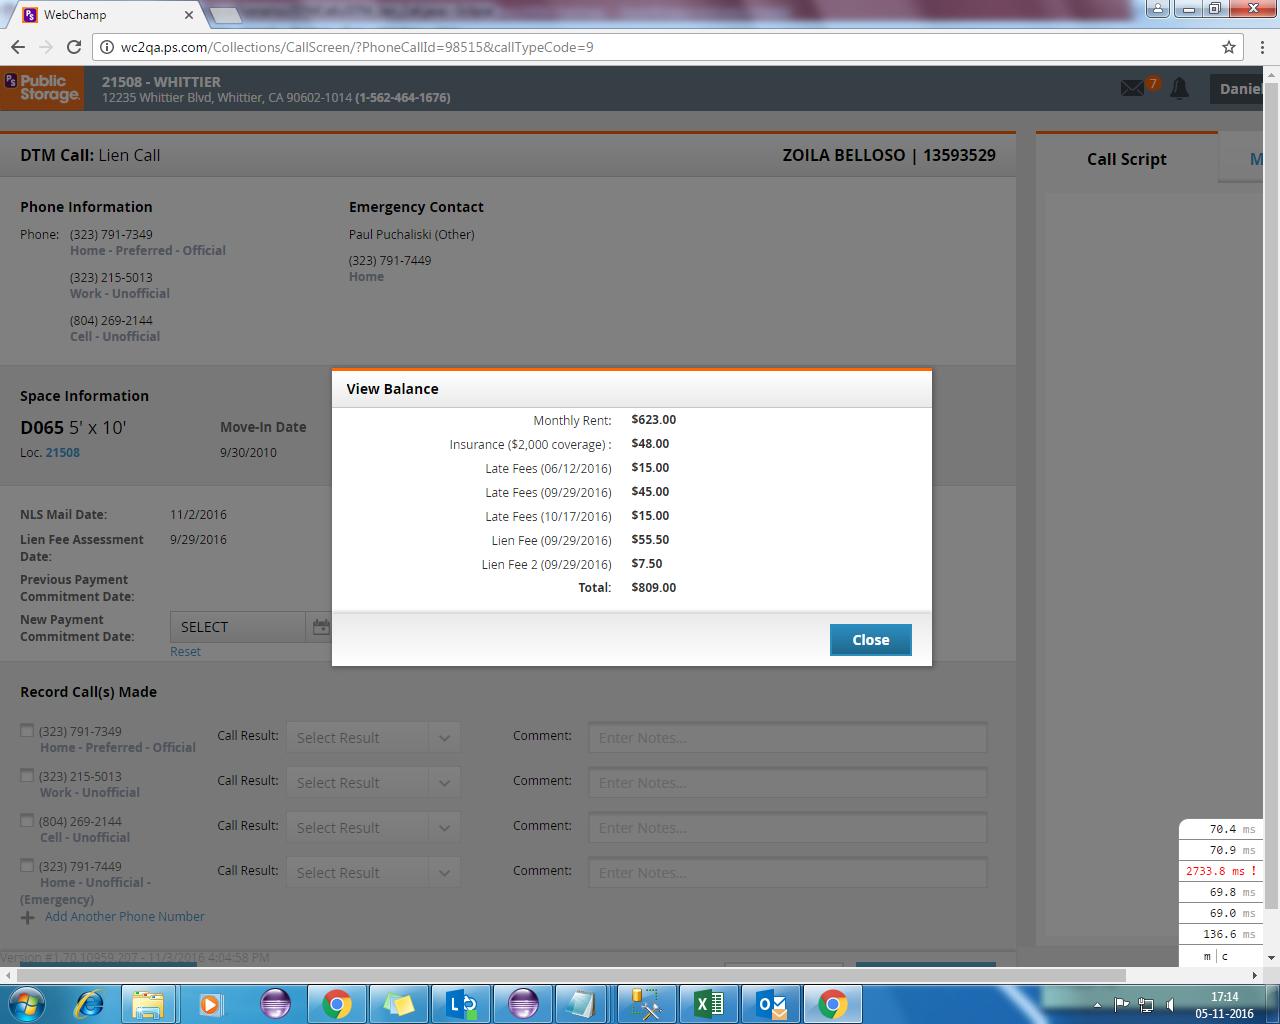 WebChamp
wc2qa.ps.com/Collections/CallScreen/?PhoneCallId=98515&callTypeCode=9
PS Public
Storage.
21508 - WHITTIER
12235 Whittier Blvd, Whittier, CA 90602-1014 (1-562-464-1676)
7
Daniel
DTM Call: Lien Call
ZOILA BELLOSO | 13593529
Call Script
M
Phone Information
Emergency Contact
Phone: (323) 791-7349
Home - Preferred - Official
(323) 215-5013
Work - Unofficial
(804) 269-2144
Cell - Unofficial
Paul Puchaliski (Other)
(323) 791-7449
Home
Space Information
D065 5' x 10'
Loc. 21508
Move-In Date
9/30/2010
NLS Mail Date: 11/2/2016
Lien Fee Assessment
Date:
9/29/2016
Previous Payment
Commitment Date:
New Payment
Commitment Date:
SELECT
Reset
View Balance
Monthly Rent: $623.00
Insurance ($2,000 coverage) : $48.00
Late Fees (06/12/2016) $15.00
Late Fees (09/29/2016) $45.00
Late Fees (10/17/2016) $15.00
Lien Fee (09/29/2016) $55.50
Lien Fee 2 (09/29/2016) $7.50
Total: $809.00
Close
Record Call(s) Made
(323) 791-7349
Home - Preferred - Official
Call Result: Select Result Comment: Enter Notes...
(323) 215-5013
Work - Unofficial
Call Result: Select Result Comment: Enter Notes...
(804) 269-2144
Cell - Unofficial
Call Result: Select Result Comment: Enter Notes...
(323) 791-7449
Home - Unofficial -
(Emergency)
Call Result: Select Result Comment: Enter Notes...
Add Another Phone Number
Version #1.70.10959.207 - 11/3/2016 4:04:58 PM
70.4 ms
70.9 ms
2733.8 ms !
69.8 ms
69.0 ms
136.6 ms
m | c
17:14
05-11-2016